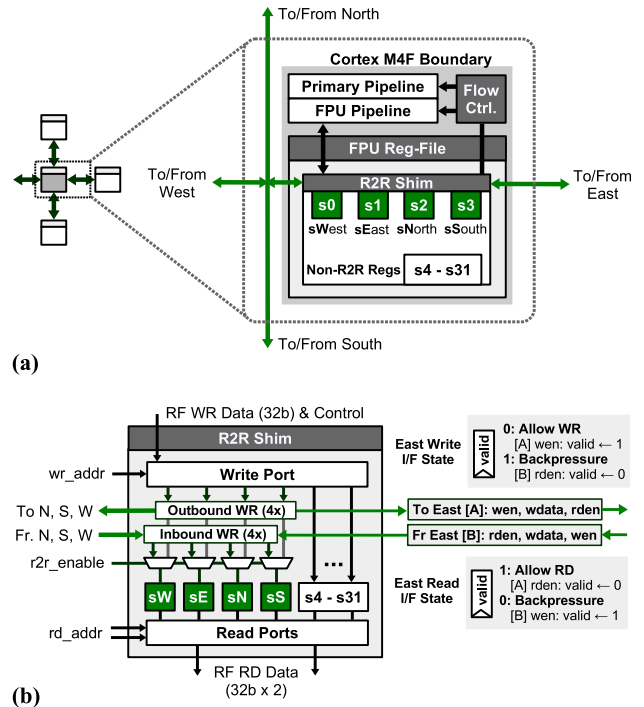 To/From North
Cortex M4F Boundary
Primary Pipeline
FPU Pipeline
Flow
Ctrl.
FPU Reg-File
To/From
West
R2R Shim
To/From
East
s0
s1
s2
s3
sWest
sEast
sNorth
sSouth
Non-R2R Regs
s4 - s31
To/From South
(a)
RF WR Data (32b) & Control
R2R Shim
wr_addr
Write Port
East Write
I/F State
valid
0: Allow WR
[A] wen: valid ← 1
1: Backpressure
[B] rden: valid ← 0
To N, S, W
Outbound WR (4x)
To East [A]: wen, wdata, rden
Fr. N, S, W
Inbound WR (4x)
Fr East [B]: rden, wdata, wen
r2r_enable
...
sW
sE
sN
sS
s4 - s31
East Read
I/F State
valid
1: Allow RD
[A] rden: valid ← 0
0: Backpressure
[B] wen: valid ← 1
rd_addr
Read Ports
RF RD Data
(32b x 2)
(b)